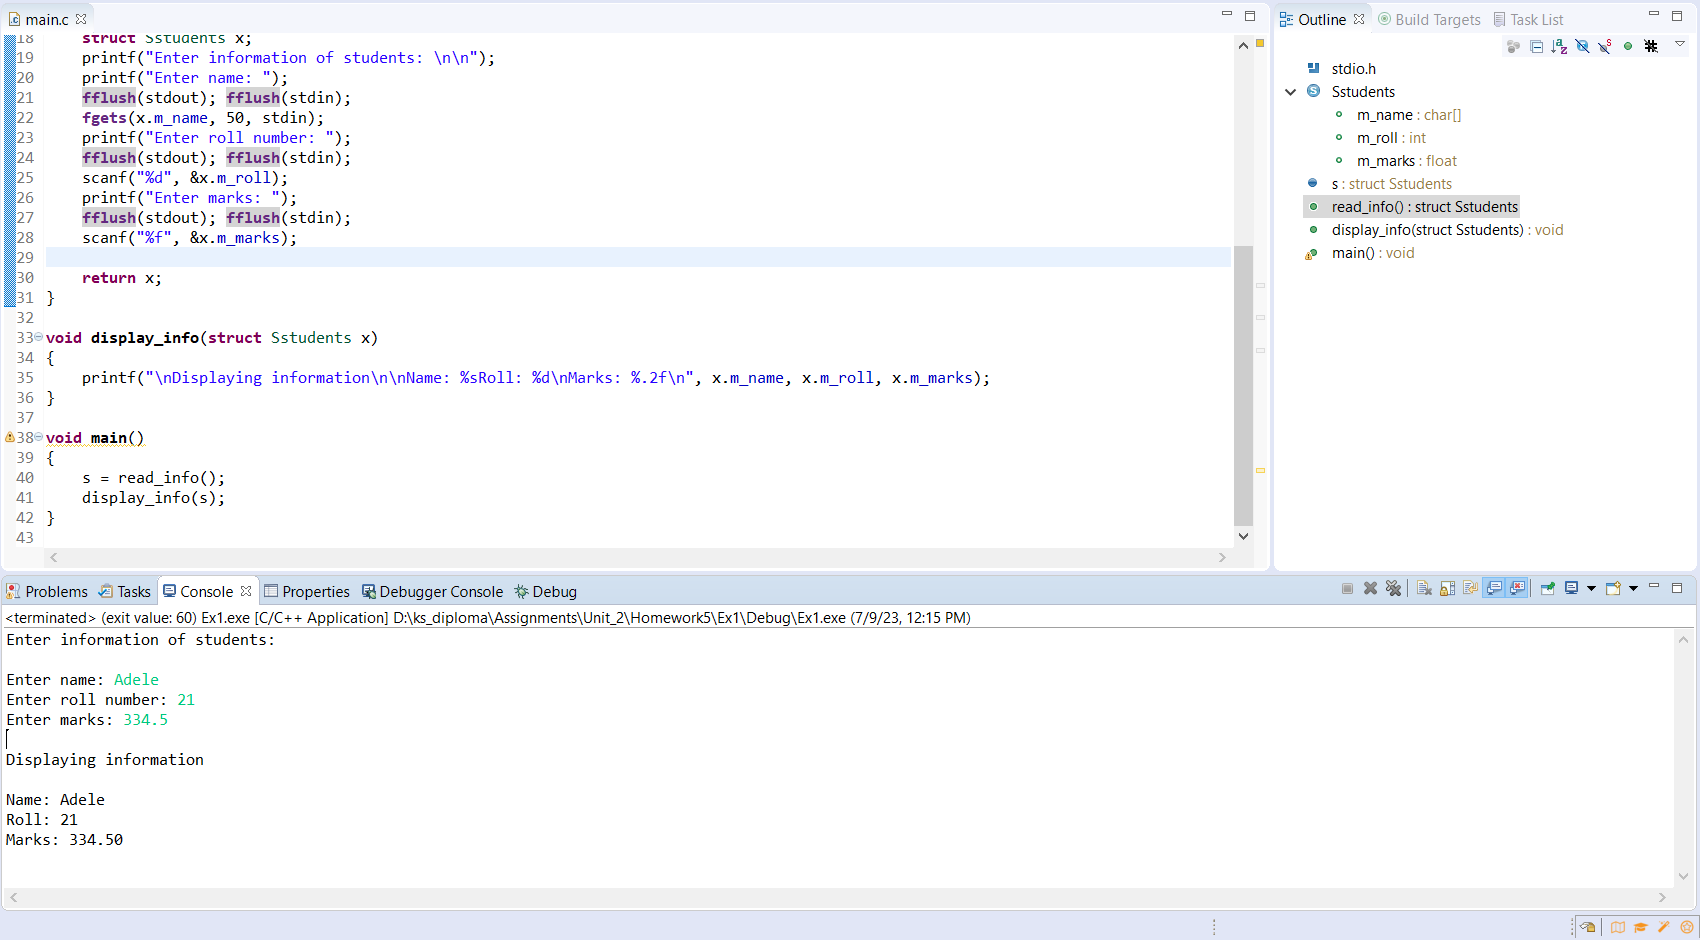 main.c
18 struct Sstudents x;
19 printf("Enter information of students: \n\n");
20 printf("Enter name: ");
21 fflush(stdout); fflush(stdin);
22 fgets(x.m_name, 50, stdin);
23 printf("Enter roll number: ");
24 fflush(stdout); fflush(stdin);
25 scanf("%d", &x.m_roll);
26 printf("Enter marks: ");
27 fflush(stdout); fflush(stdin);
28 scanf("%f", &x.m_marks);
29
30 return x;
31 }
32
33 void display_info(struct Sstudents x)
34 {
35 printf("\nDisplaying information\n\nName: %sRoll: %d\nMarks: %.2f\n", x.m_name, x.m_roll, x.m_marks);
36 }
37
38 void main()
39 {
40 s = read_info();
41 display_info(s);
42 }
43
Outline Build Targets Task List
stdio.h
Sstudents
m_name : char[]
m_roll : int
m_marks : float
s : struct Sstudents
read_info() : struct Sstudents
display_info(struct Sstudents) : void
main() : void
Problems Tasks Console Properties Debugger Console Debug
<terminated> (exit value: 60) Ex1.exe [C/C++ Application] D:\ks_diploma\Assignments\Unit_2\Homework5\Ex1\Debug\Ex1.exe (7/9/23, 12:15 PM)
Enter information of students:
Enter name: Adele
Enter roll number: 21
Enter marks: 334.5
Displaying information
Name: Adele
Roll: 21
Marks: 334.50